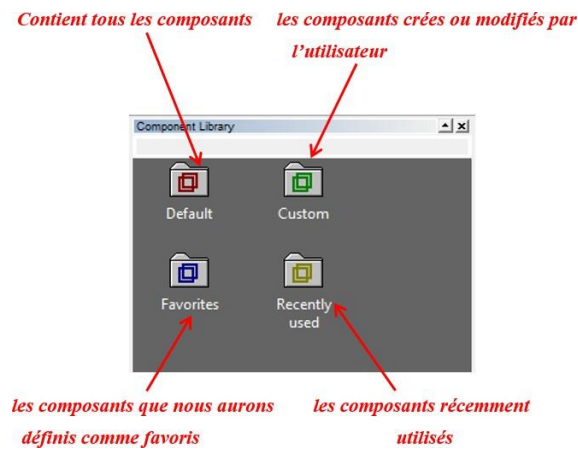 Contient tous les composants
les composants crées ou modifiés par
l'utilisateur
Component Library
Default
Custom
Favorites
Recently
used
les composants que nous aurons
définis comme favoris
les composants récemment
utilisés